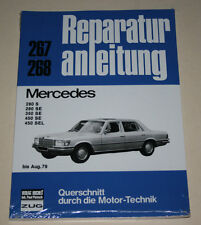 267
268
Reparatur
anleitung
Mercedes
280 S
280 SE
350 SE
450 SE
450 SEL
bis Aug. 79
Querschnitt
durch die Motor-Technik
ZUG